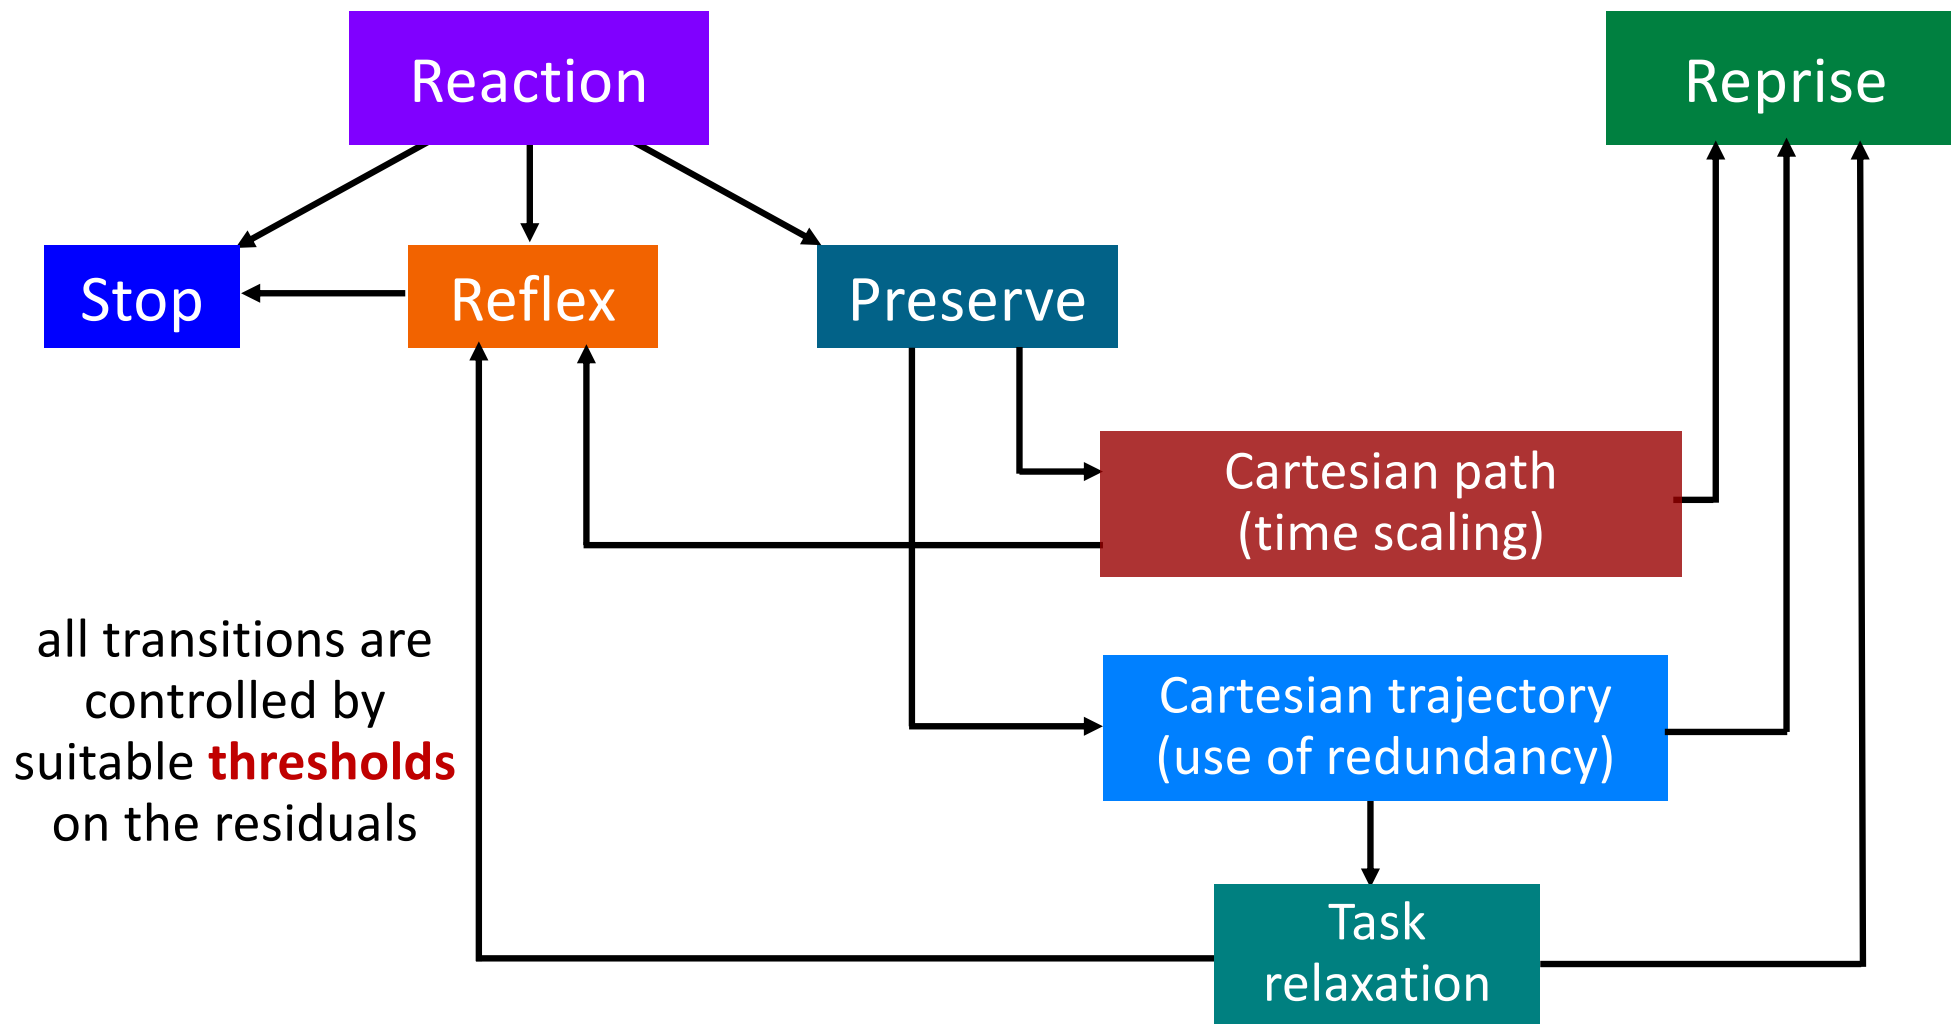 Reaction
Reprise
Stop
Reflex
Preserve
Cartesian path
(time scaling)
all transitions are
controlled by
suitable thresholds
on the residuals
Cartesian trajectory
(use of redundancy)
Task
relaxation